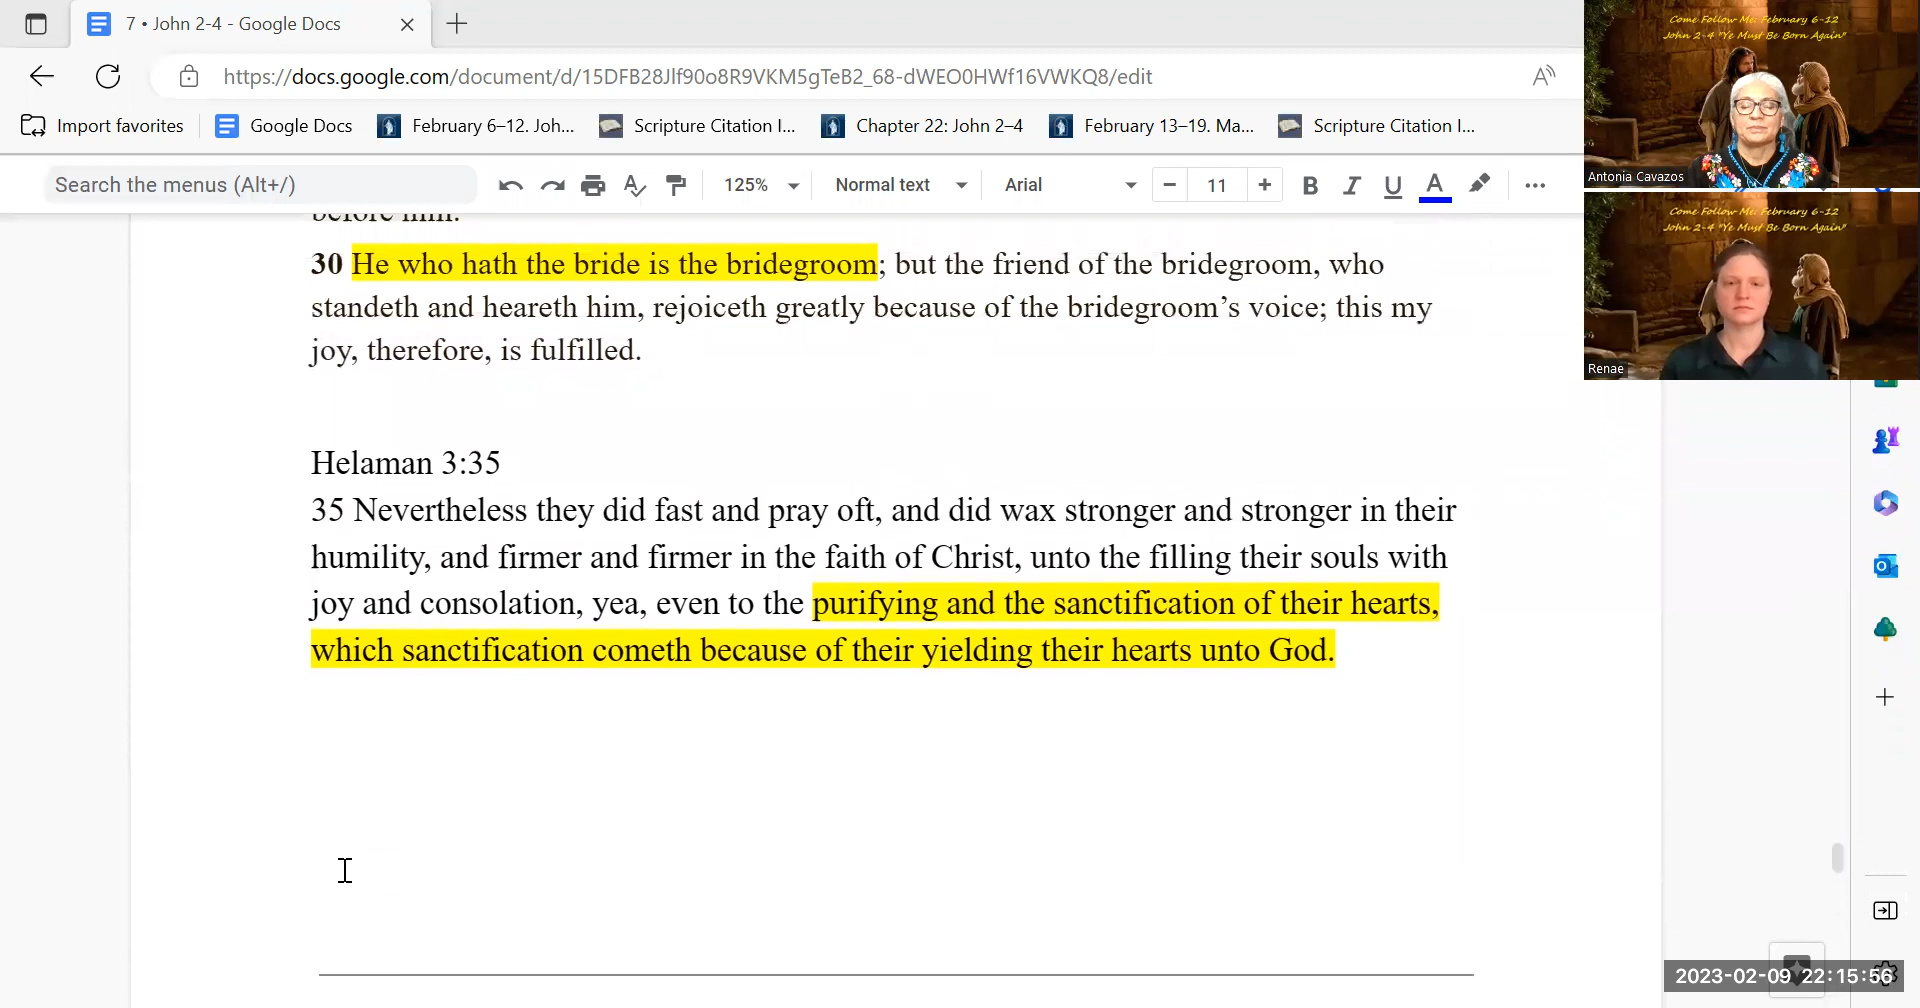 7 • John 2-4 - Google Docs
https://docs.google.com/document/d/15DFB28Jlf90o8R9VKM5gTeB2_68-dWEO0HWf16VWKQ8/edit
Import favorites
Google Docs
February 6–12. Joh...
Scripture Citation I...
Chapter 22: John 2–4
February 13–19. Ma...
Scripture Citation I...
Search the menus (Alt+/)
125%
Normal text
Arial
11
before him.
30 He who hath the bride is the bridegroom; but the friend of the bridegroom, who
standeth and heareth him, rejoiceth greatly because of the bridegroom’s voice; this my
joy, therefore, is fulfilled.
Helaman 3:35
35 Nevertheless they did fast and pray oft, and did wax stronger and stronger in their
humility, and firmer and firmer in the faith of Christ, unto the filling their souls with
joy and consolation, yea, even to the purifying and the sanctification of their hearts,
which sanctification cometh because of their yielding their hearts unto God.
Come Follow Me: February 6-12
John 2-4 "Ye Must Be Born Again"
Antonia Cavazos
Come Follow Me: February 6-12
John 2-4 "Ye Must Be Born Again"
Renae
2023-02-09 22:15:56